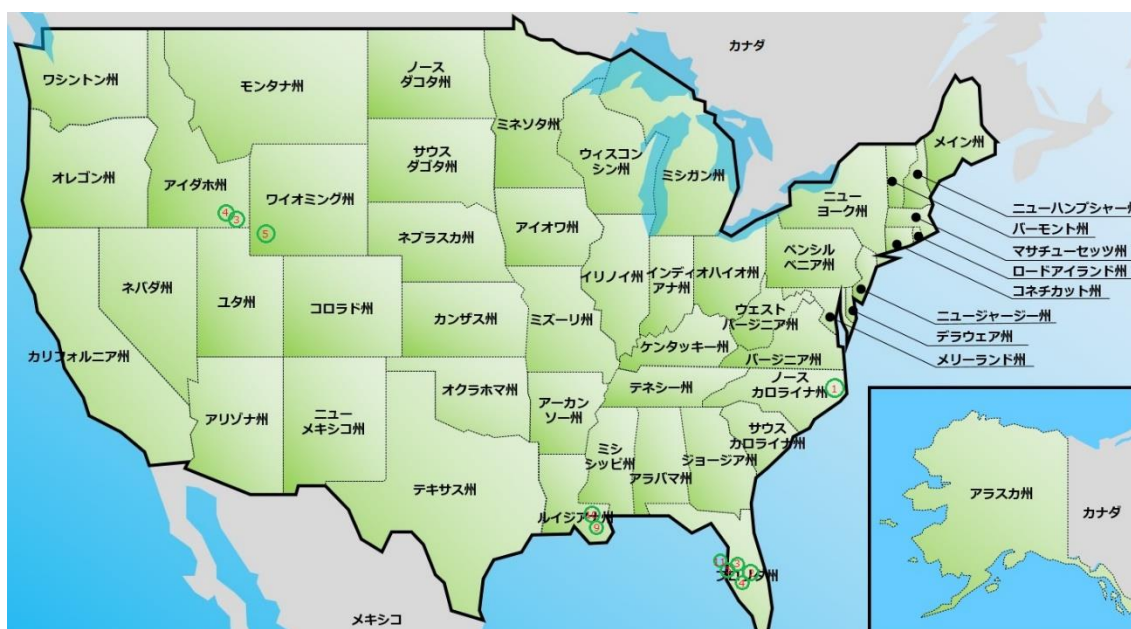 カナダ
ワシントン州
モンタナ州
ノース
ダコタ州
ミネソタ州
メイン州
オレゴン州
アイダホ州
サウス
ダゴタ州
ウィスコン
シン州
ミシガン州
ワイオミング州
ニュー
ヨーク州
ニューハンプシャー州
バーモント州
マサチューセッツ州
ロードアイランド州
コネチカット州
4
3
5
ネブラスカ州
アイオワ州
ペンシル
ベニア州
ネバダ州
ユタ州
コロラド州
カンザス州
ミズーリ州
イリノイ州
インディ
アナ州
オハイオ州
ウェスト
バージニア州
ニュージャージー州
デラウェア州
メリーランド州
カリフォルニア州
ケンタッキー州
バージニア州
アリゾナ州
ニュー
メキシコ州
オクラホマ州
アーカン
ソー州
テネシー州
ノース
カロライナ州
1
サウス
カロライナ州
ミシ
シッピ州
アラバマ州
ジョージア州
テキサス州
ルイジアナ州
9
3
フロリダ州
4
メキシコ
アラスカ州
カナダ